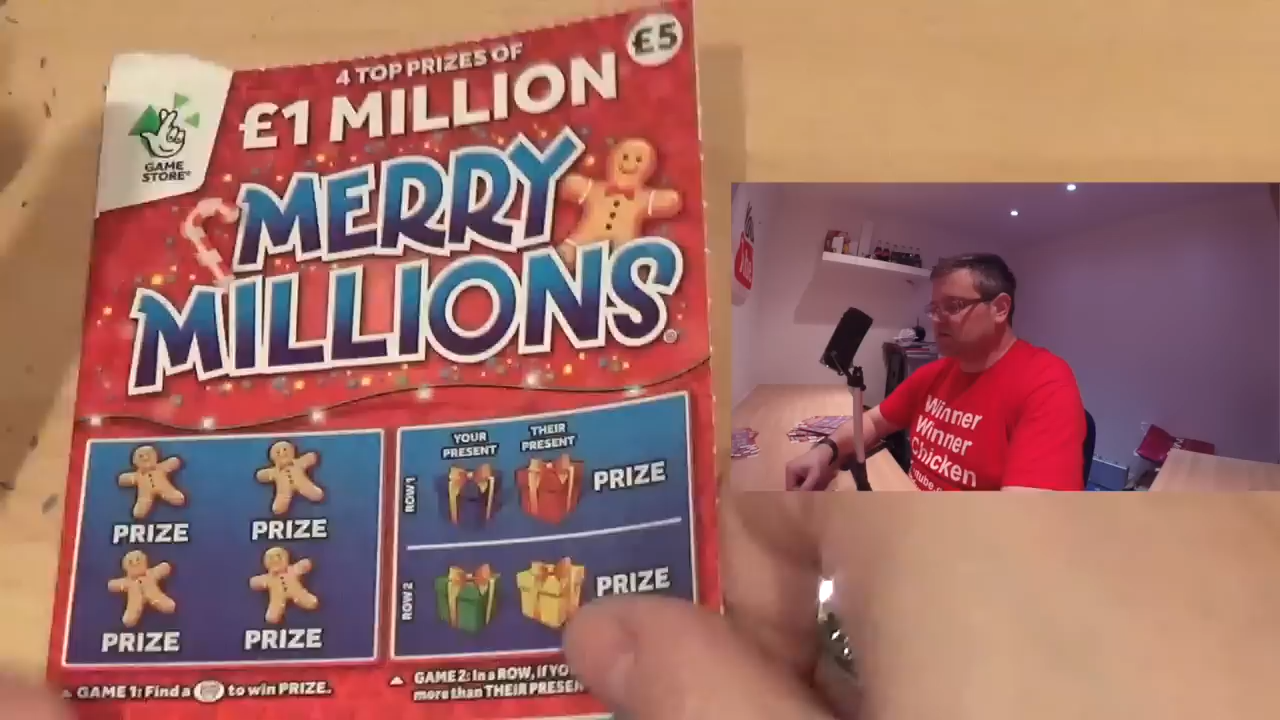 £5
4 TOP PRIZES OF
£1 MILLION
GAME
STORE®
MERRY
MILLIONS®
PRIZE PRIZE
PRIZE PRIZE
YOUR
PRESENT
THEIR
PRESENT
ROW 1
PRIZE
ROW 2
PRIZE
GAME 1: Find a to win PRIZE.
GAME 2: In a ROW, if YO
more than THEIR PRESEN
Winner
Winner
Chicken